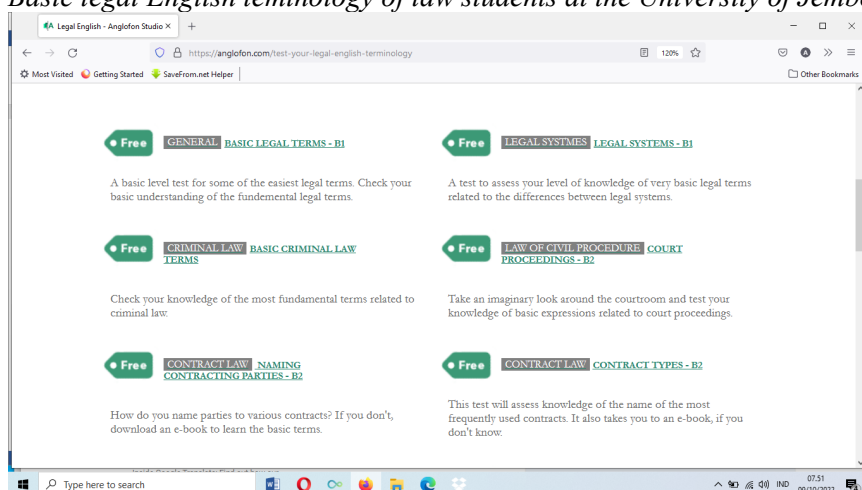 Basic legal English teminology of law students at the University of Jembe
Legal English - Anglofon Studio
https://anglofon.com/test-your-legal-english-terminology
120%
Most Visited Getting Started SaveFrom.net Helper Other Bookmarks
Free GENERAL BASIC LEGAL TERMS - B1
A basic level test for some of the easiest legal terms. Check your
basic understanding of the fundemental legal terms.
Free LEGAL SYSTMES LEGAL SYSTEMS - B1
A test to assess your level of knowledge of very basic legal terms
related to the differences between legal systems.
Free CRIMINAL LAW BASIC CRIMINAL LAW
TERMS
Check your knowledge of the most fundamental terms related to
criminal law.
Free LAW OF CIVIL PROCEDURE COURT
PROCEEDINGS - B2
Take an imaginary look around the courtroom and test your
knowledge of basic expressions related to court proceedings.
Free CONTRACT LAW NAMING
CONTRACTING PARTIES - B2
How do you name parties to various contracts? If you don't,
download an e-book to learn the basic terms.
Free CONTRACT LAW CONTRACT TYPES - B2
This test will assess knowledge of the name of the most
frequently used contracts. It also takes you to an e-book, if you
don't know.
Type here to search
IND
07.51